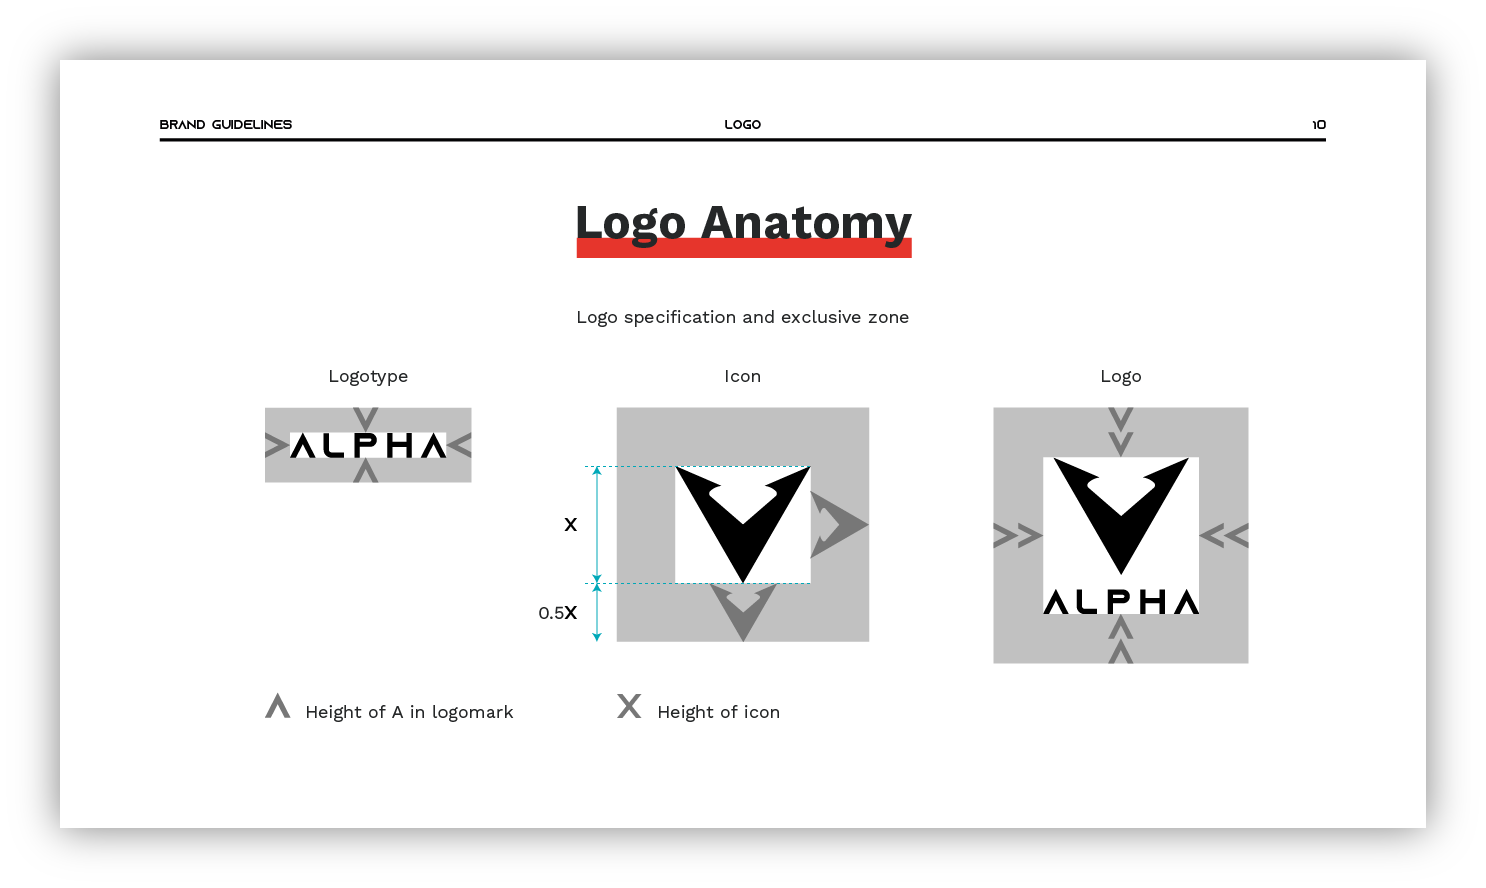 BRAND GUIDELINES
LOGO
10
Logo Anatomy
Logo specification and exclusive zone
Logotype
Icon
Logo
ALPHA
X
0.5X
ALPHA
Height of A in logomark
X Height of icon